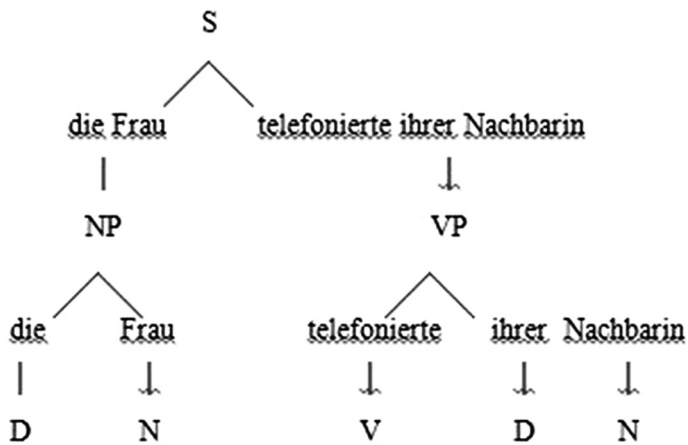 S
die Frau telefonierte ihrer Nachbarin
NP VP
die Frau telefonierte ihrer Nachbarin
D N V D N